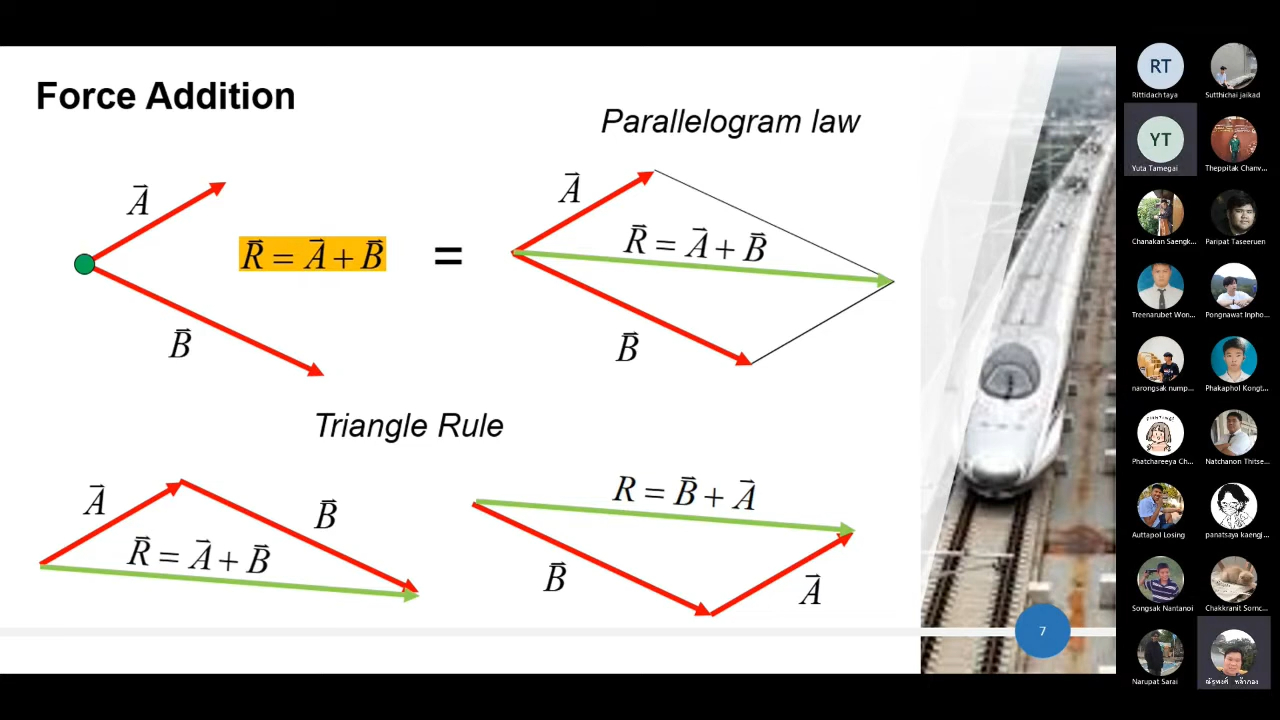 Force Addition
Parallelogram law
A⃗
R⃗ = A⃗ + B⃗
=
B⃗
A⃗
R⃗ = A⃗ + B⃗
B⃗
Triangle Rule
A⃗
B⃗
R⃗ = A⃗ + B⃗
R = B⃗ + A⃗
B⃗
A⃗
7
RT
Rittidach taya
Sutthichai jaikad
YT
Yuta Tamegai
Theppitak Chanv...
Chanakan Saengk...
Paripat Taseeruen
Treenarubet Won...
Pongnawat Inpho...
narongsak nump...
Phakaphol Kongt...
Phatchareeya Ch...
Natchanon Thitse...
Auttapol Losing
panatsaya kaengj...
Songsak Nantanoi
Chakkranit Sornc...
Narupat Sarai